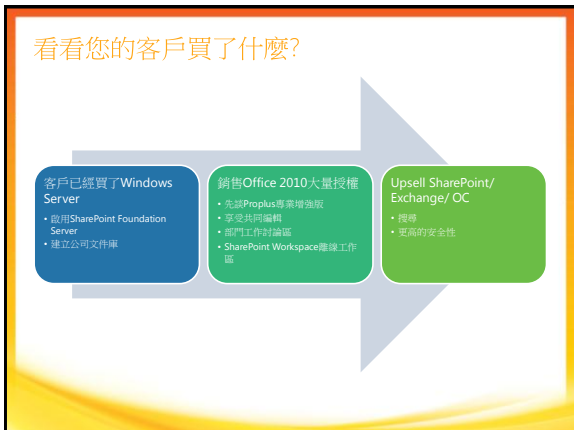 看看您的客戶買了什麼?
客戶已經買了Windows
Server
• 啟用SharePoint Foundation
Server
• 建立公司文件庫
銷售Office 2010大量授權
• 先談Proplus專業增強版
• 享受共同編輯
• 部門工作討論區
• SharePoint Workspace離線工作
區
Upsell SharePoint/
Exchange/ OC
• 搜尋
• 更高的安全性